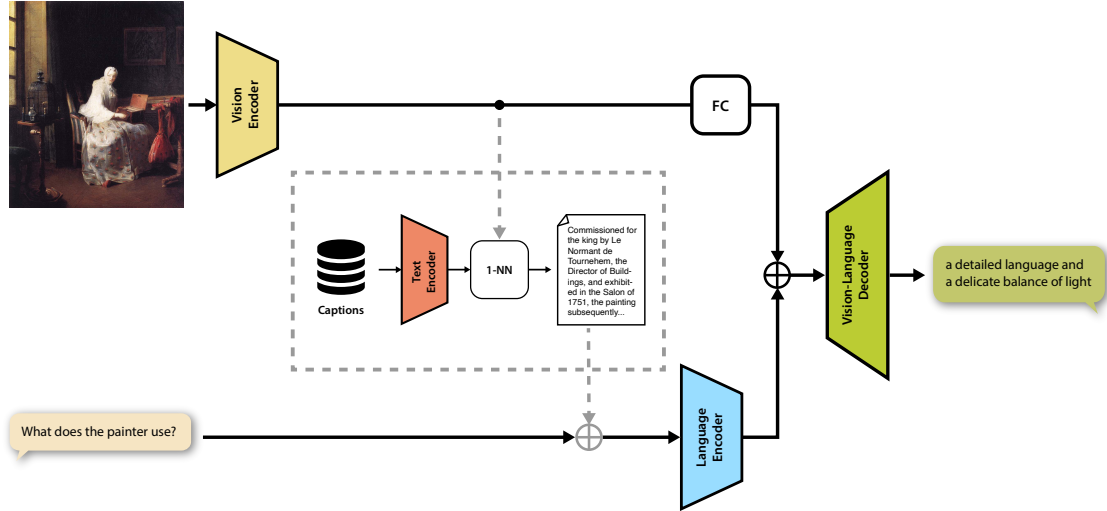 Vision
Encoder
FC
Captions
Text
Encoder
1-NN
Commissioned for
the king by Le
Normant de
Tournehem, the
Director of Build-
ings, and exhibit-
ed in the Salon of
1751, the painting
subsequently...
Vision-Language
Decoder
a detailed language and
a delicate balance of light
What does the painter use?
Language
Encoder